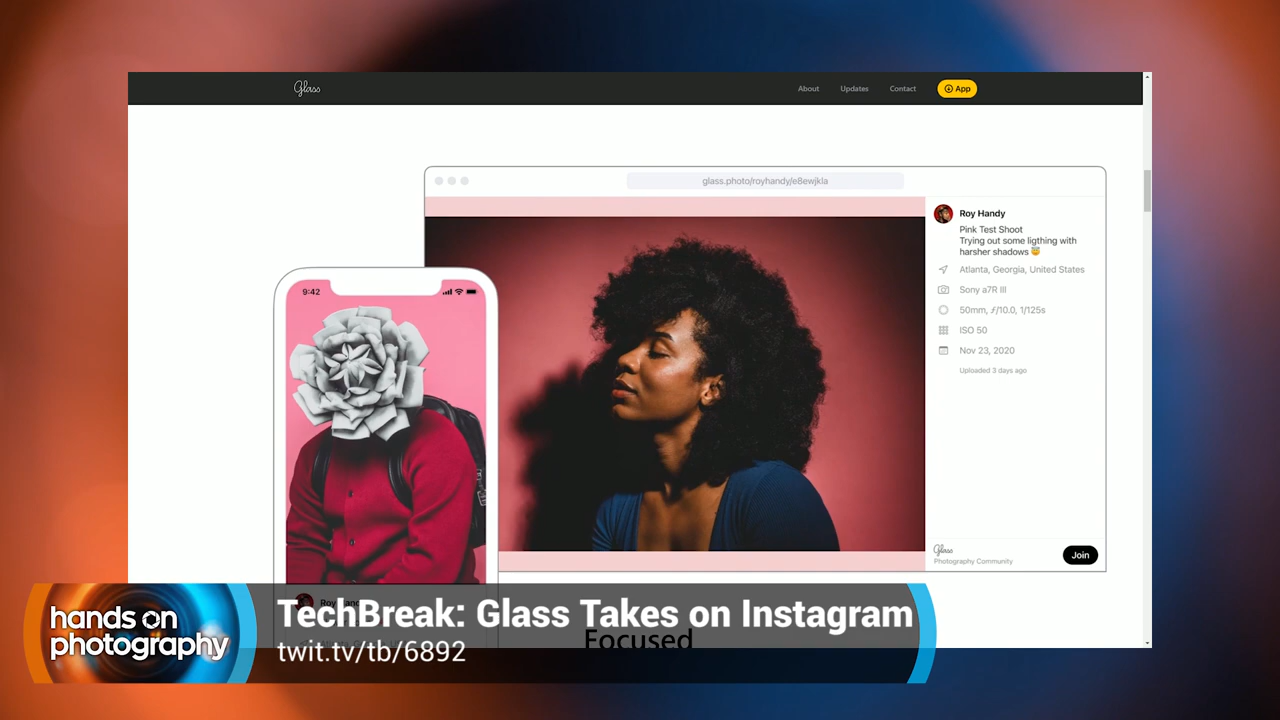 Glass
About
Updates
Contact
App
glass.photo/royhandy/e8ewjkla
Roy Handy
Pink Test Shoot
Trying out some ligthing with
harsher shadows
Atlanta, Georgia, United States
Sony a7R III
50mm, ƒ/10.0, 1/125s
ISO 50
Nov 23, 2020
Uploaded 3 days ago
Glass
Photography Community
Join
9:42
Focused
hands on
photography
TechBreak: Glass Takes on Instagram
twit.tv/tb/6892